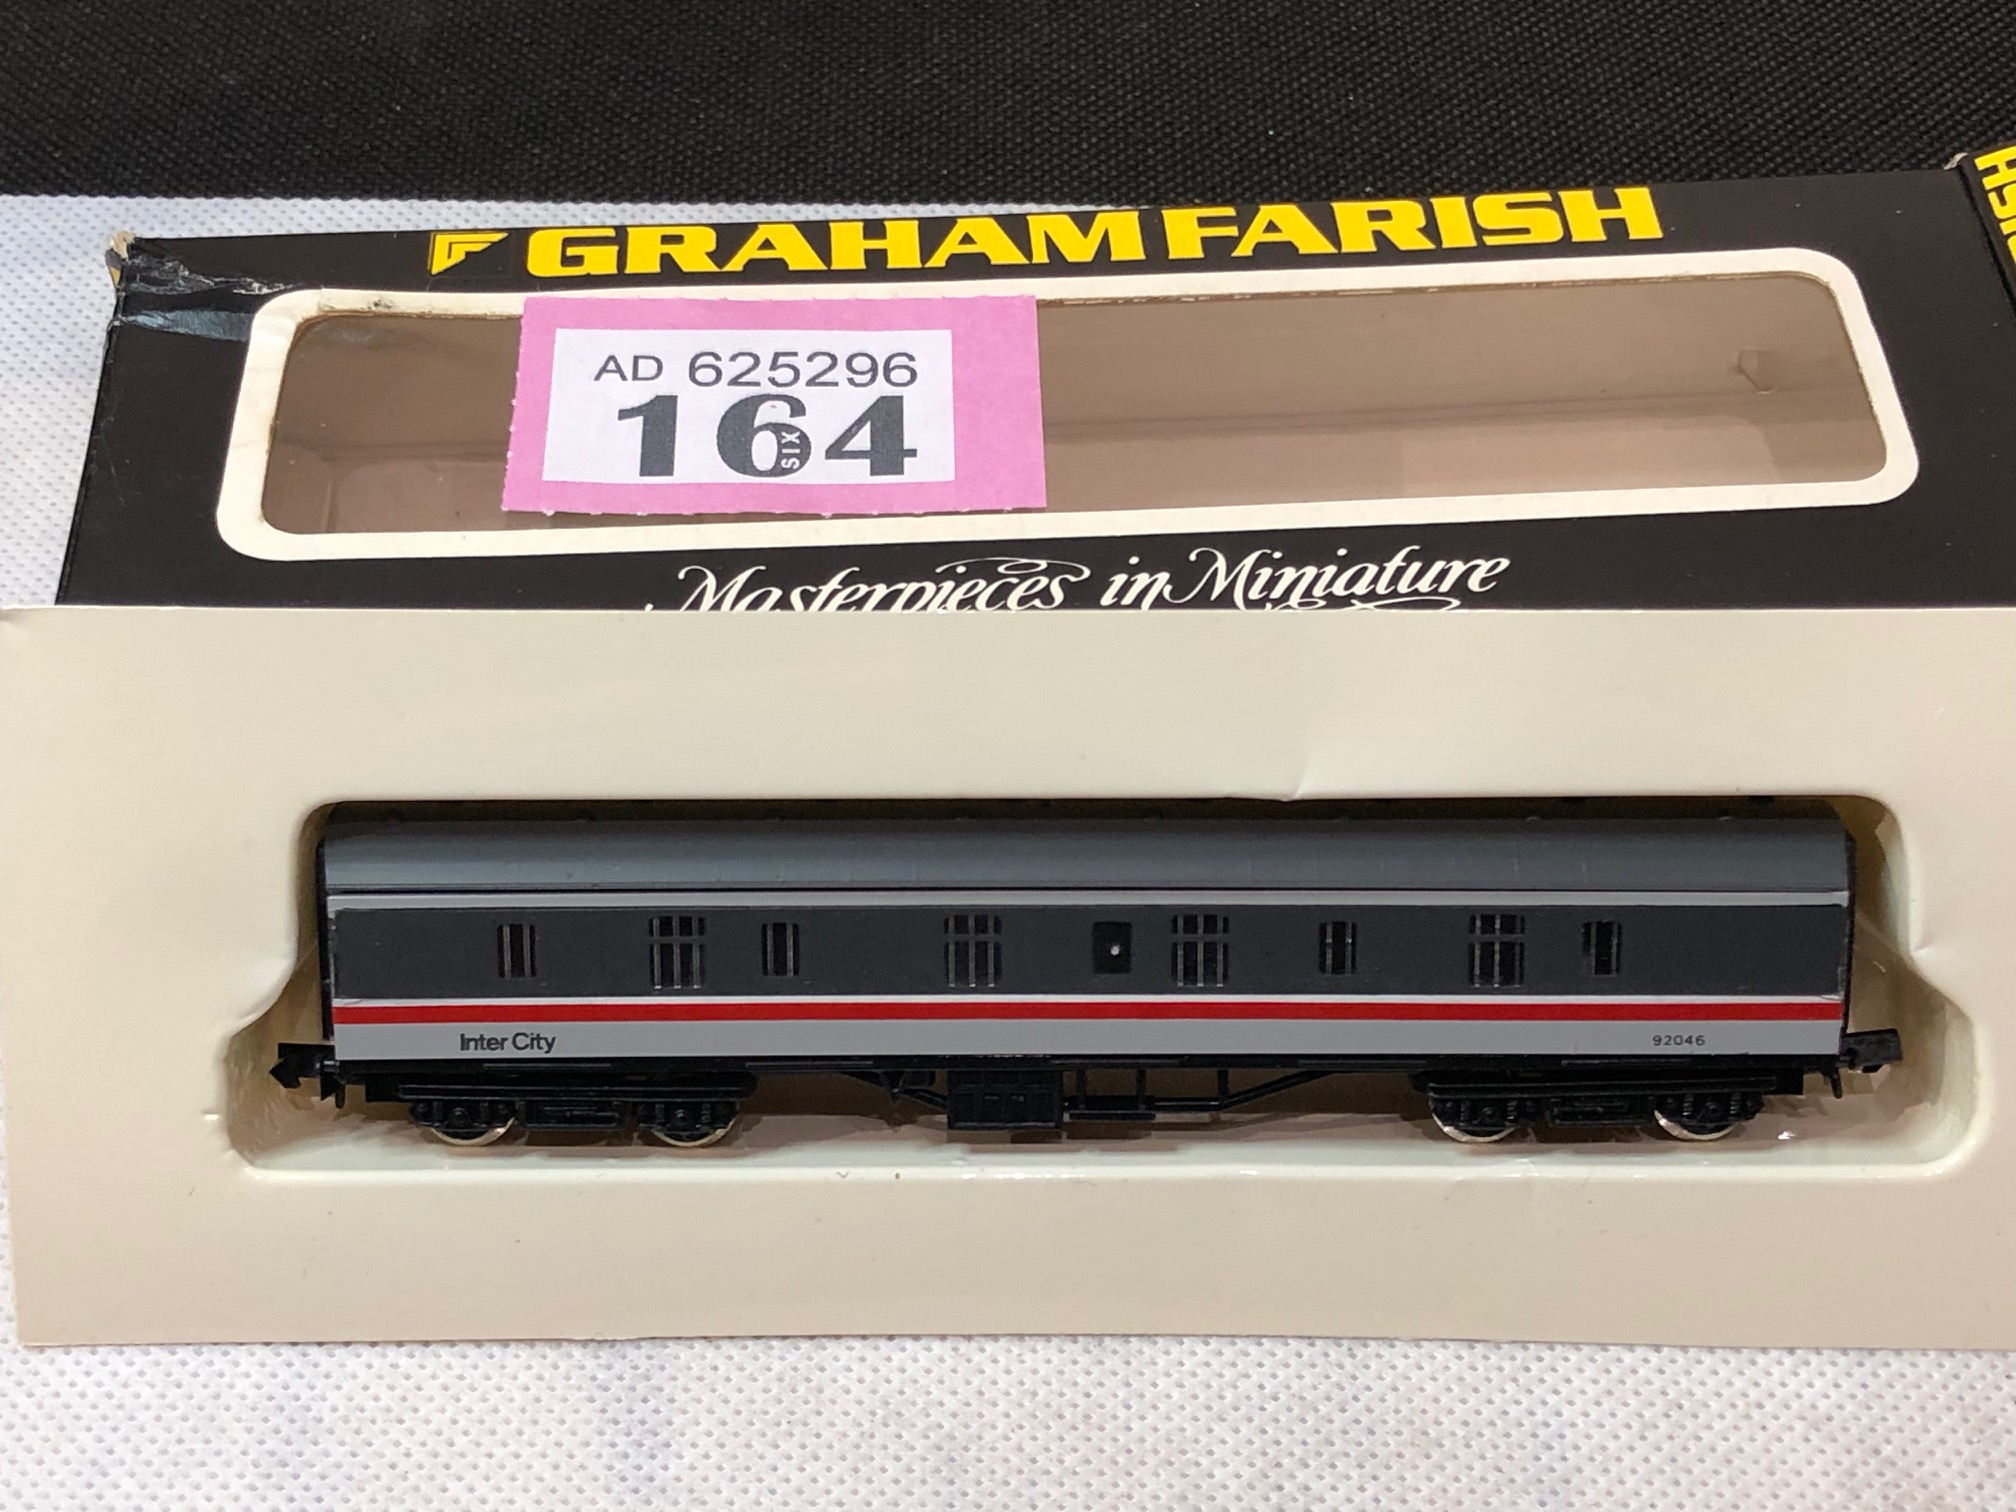 GRAHAM FARISH
AD 625296
164
SIX
Masterpieces in Miniature
Inter City
92046